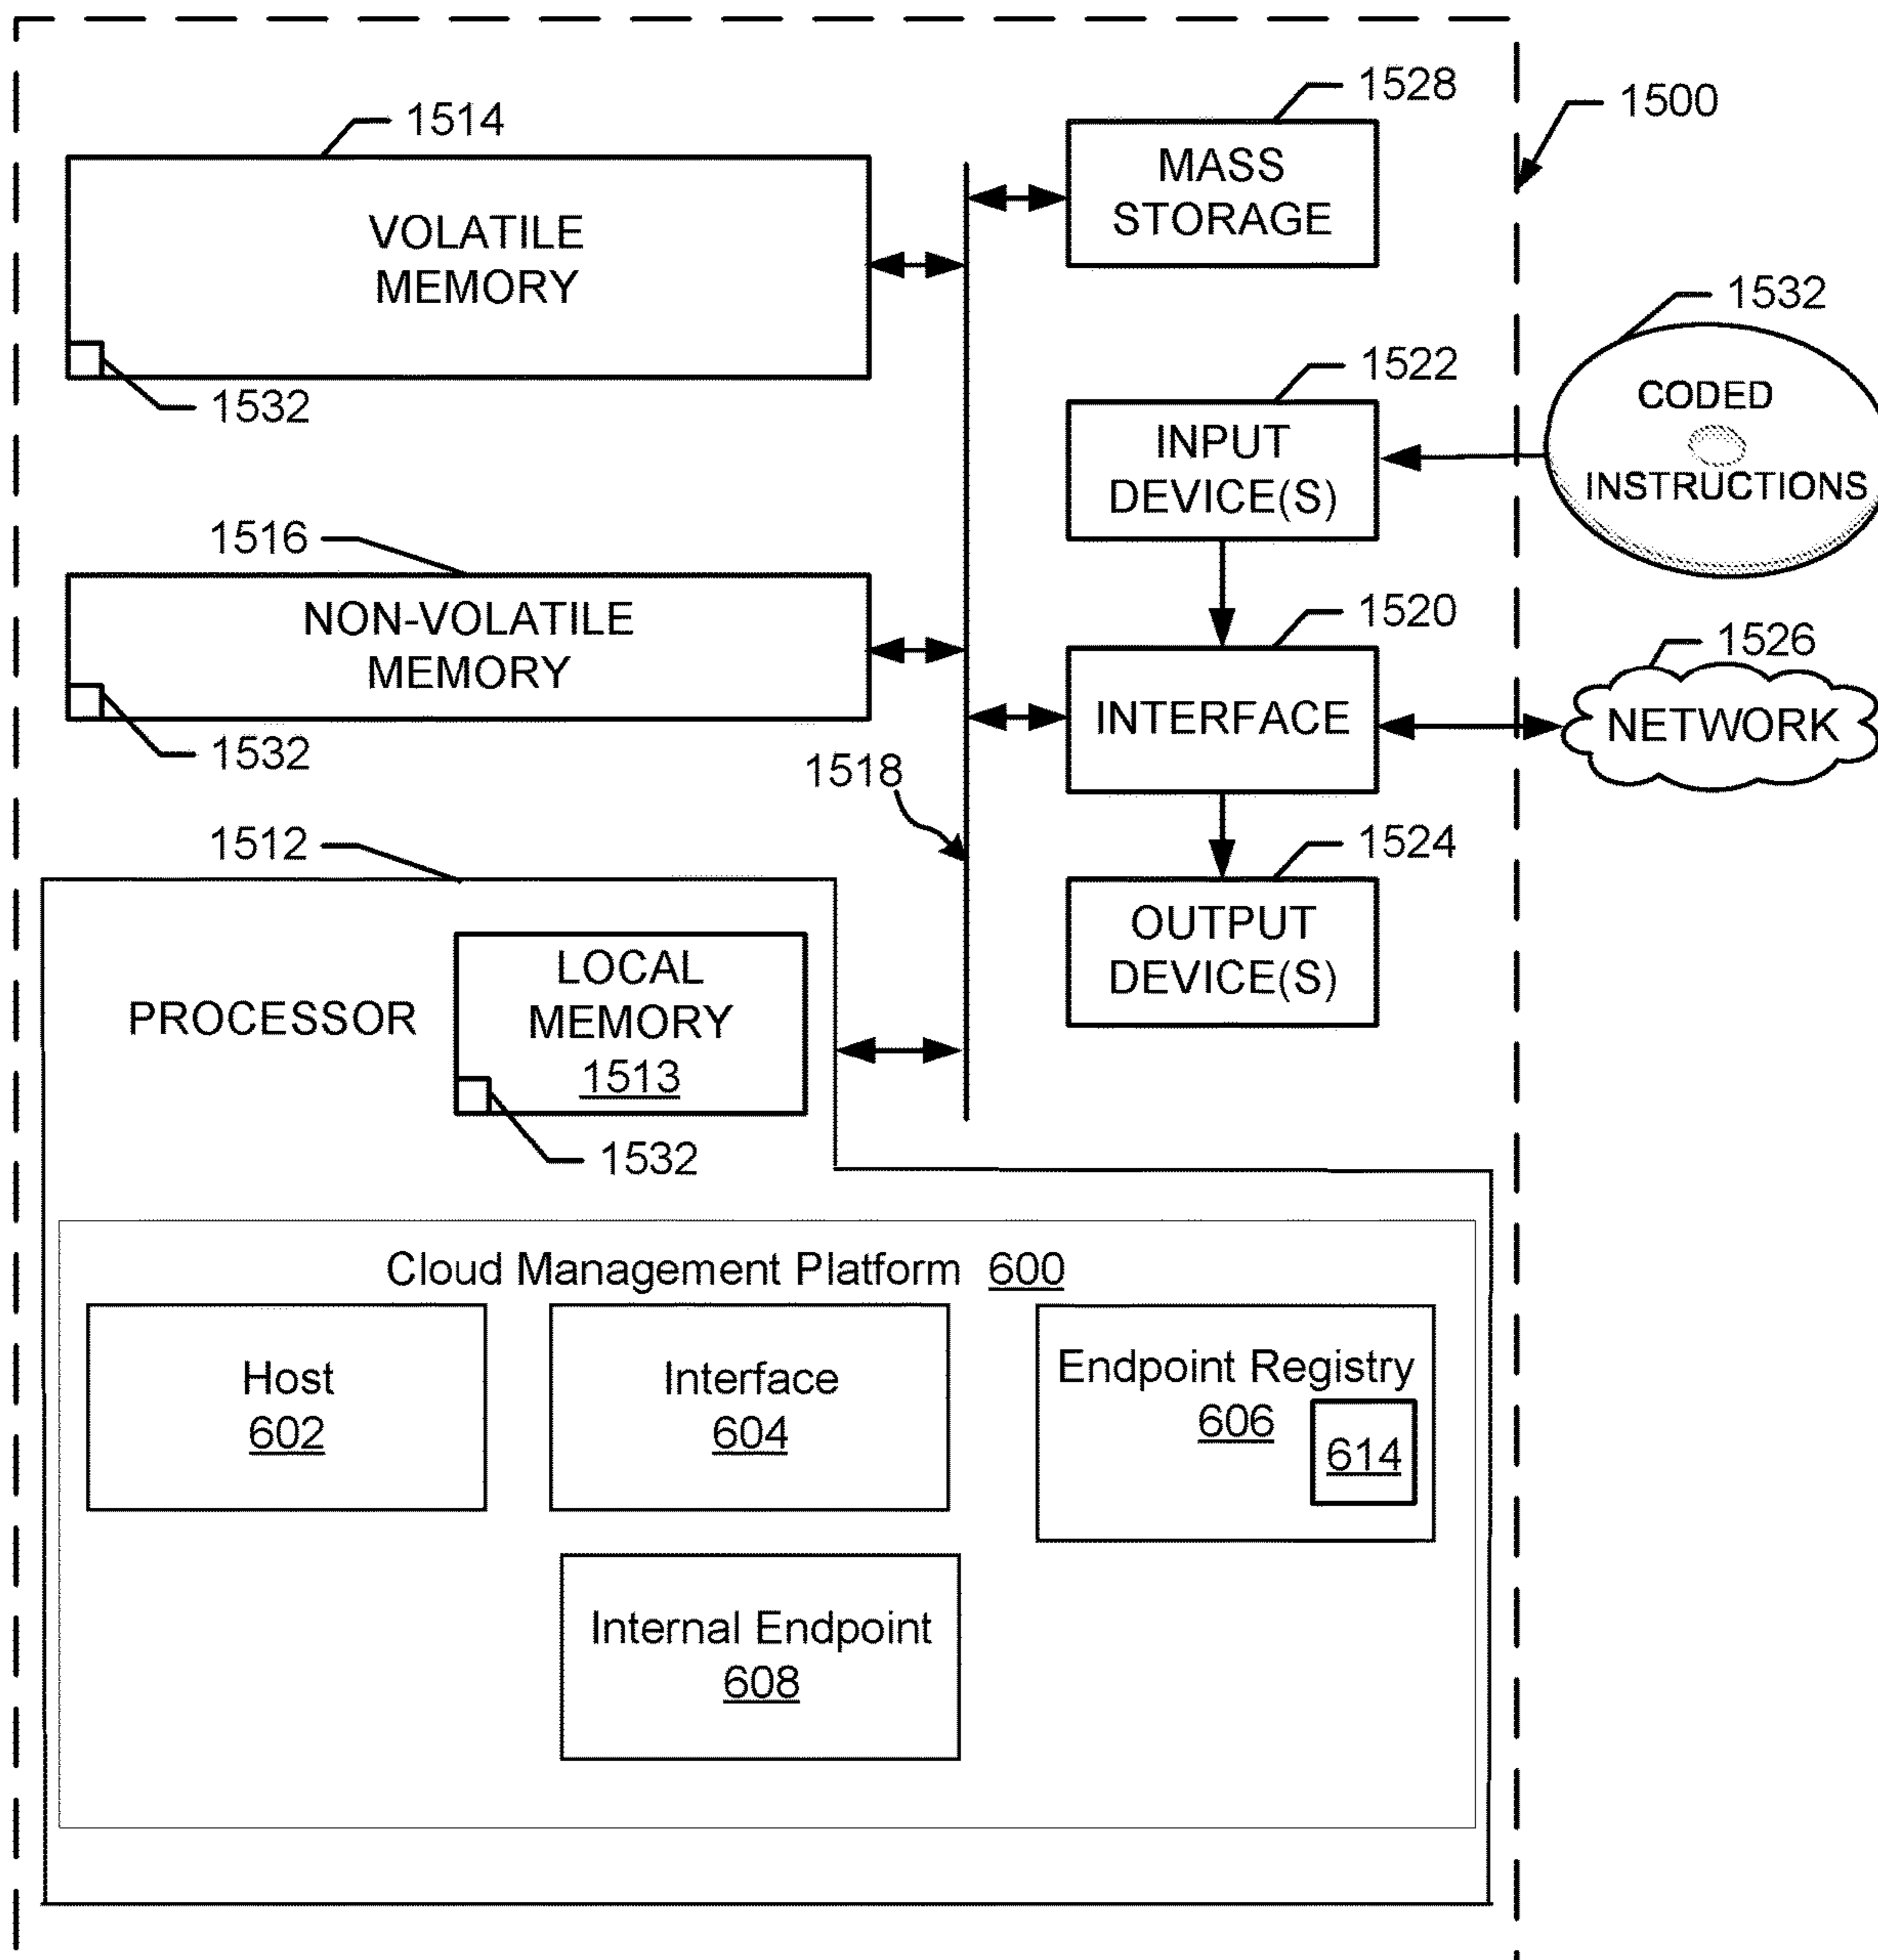 1528
1500
1514
MASS
STORAGE
VOLATILE
MEMORY
1532
1522
1532
CODED
INSTRUCTIONS
INPUT
DEVICE(S)
1516
NON-VOLATILE
MEMORY
1532
1520
1526
INTERFACE
NETWORK
1518
1512
1524
OUTPUT
DEVICE(S)
PROCESSOR
LOCAL
MEMORY
1513
1532
Cloud Management Platform 600
Host
602
Interface
604
Endpoint Registry
606
614
Internal Endpoint
608